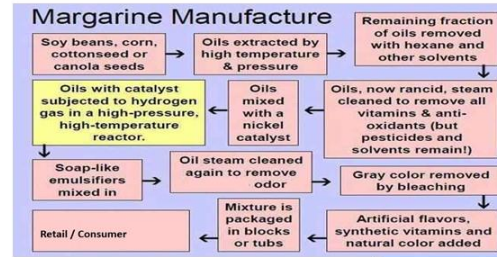 Margarine Manufacture
Soy beans, corn,
cottonseed or
canola seeds
Oils extracted by
high temperature
& pressure
Remaining fraction
of oils removed
with hexane and
other solvents
Oils, now rancid, steam
cleaned to remove all
vitamins & anti-
oxidants (but
pesticides and
solvents remain!)
Oils
mixed
with a
nickel
catalyst
Oils with catalyst
subjected to hydrogen
gas in a high-pressure,
high-temperature
reactor.
Soap-like
emulsifiers
mixed in
Oil steam cleaned
again to remove
odor
Gray color removed
by bleaching
Artificial flavors,
synthetic vitamins and
natural color added
Mixture is
packaged
in blocks
or tubs
Retail / Consumer